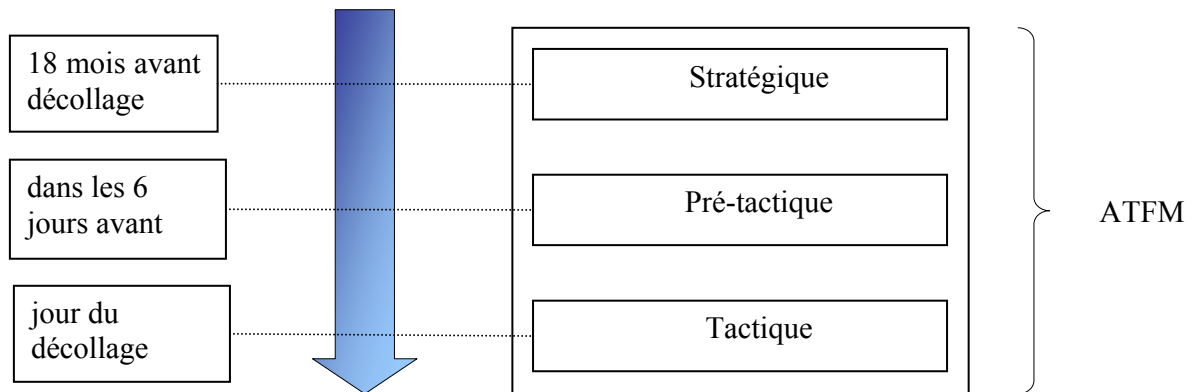 18 mois avant
décollage
Stratégique
dans les 6
jours avant
Pré-tactique
ATFM
jour du
décollage
Tactique